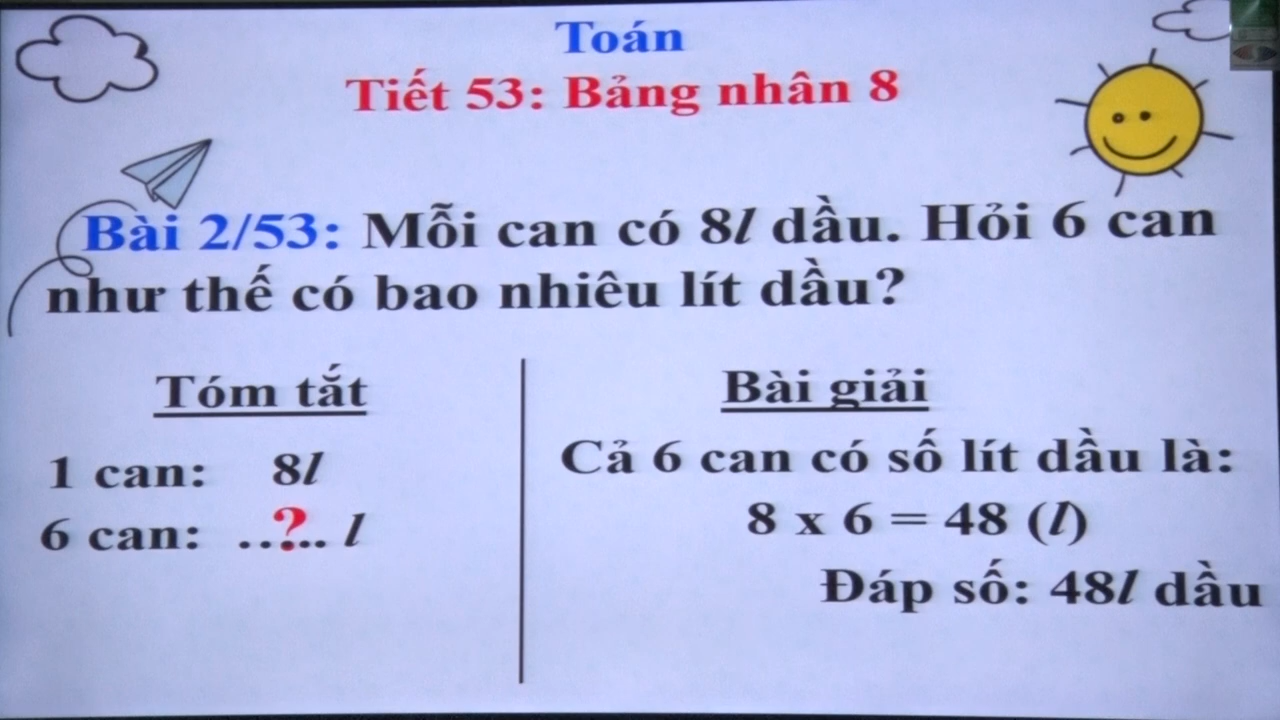 Toán
Tiết 53: Bảng nhân 8
Bài 2/53: Mỗi can có 8l dầu. Hỏi 6 can
như thế có bao nhiêu lít dầu?
Tóm tắt
1 can: 8l
6 can: ..?.. l
Bài giải
Cả 6 can có số lít dầu là:
8 x 6 = 48 (l)
Đáp số: 48l dầu